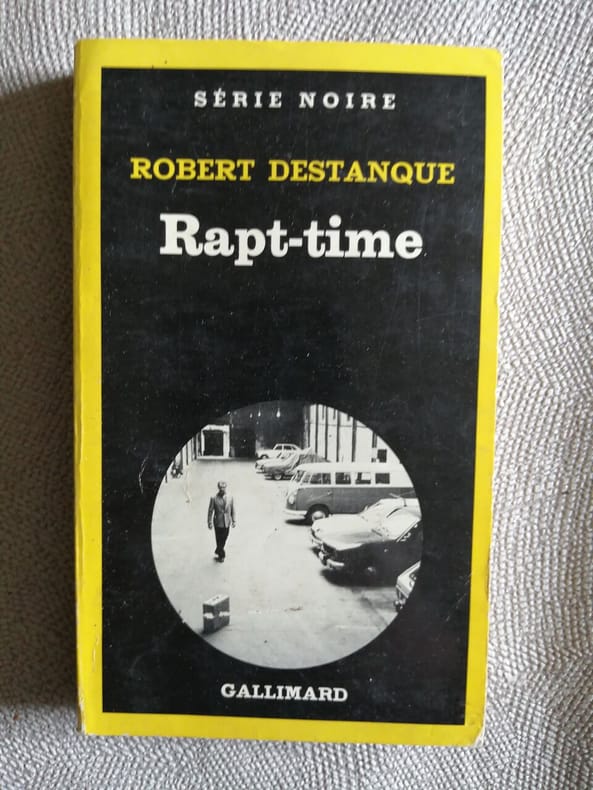 SÉRIE NOIRE
ROBERT DESTANQUE
Rapt-time
GALLIMARD